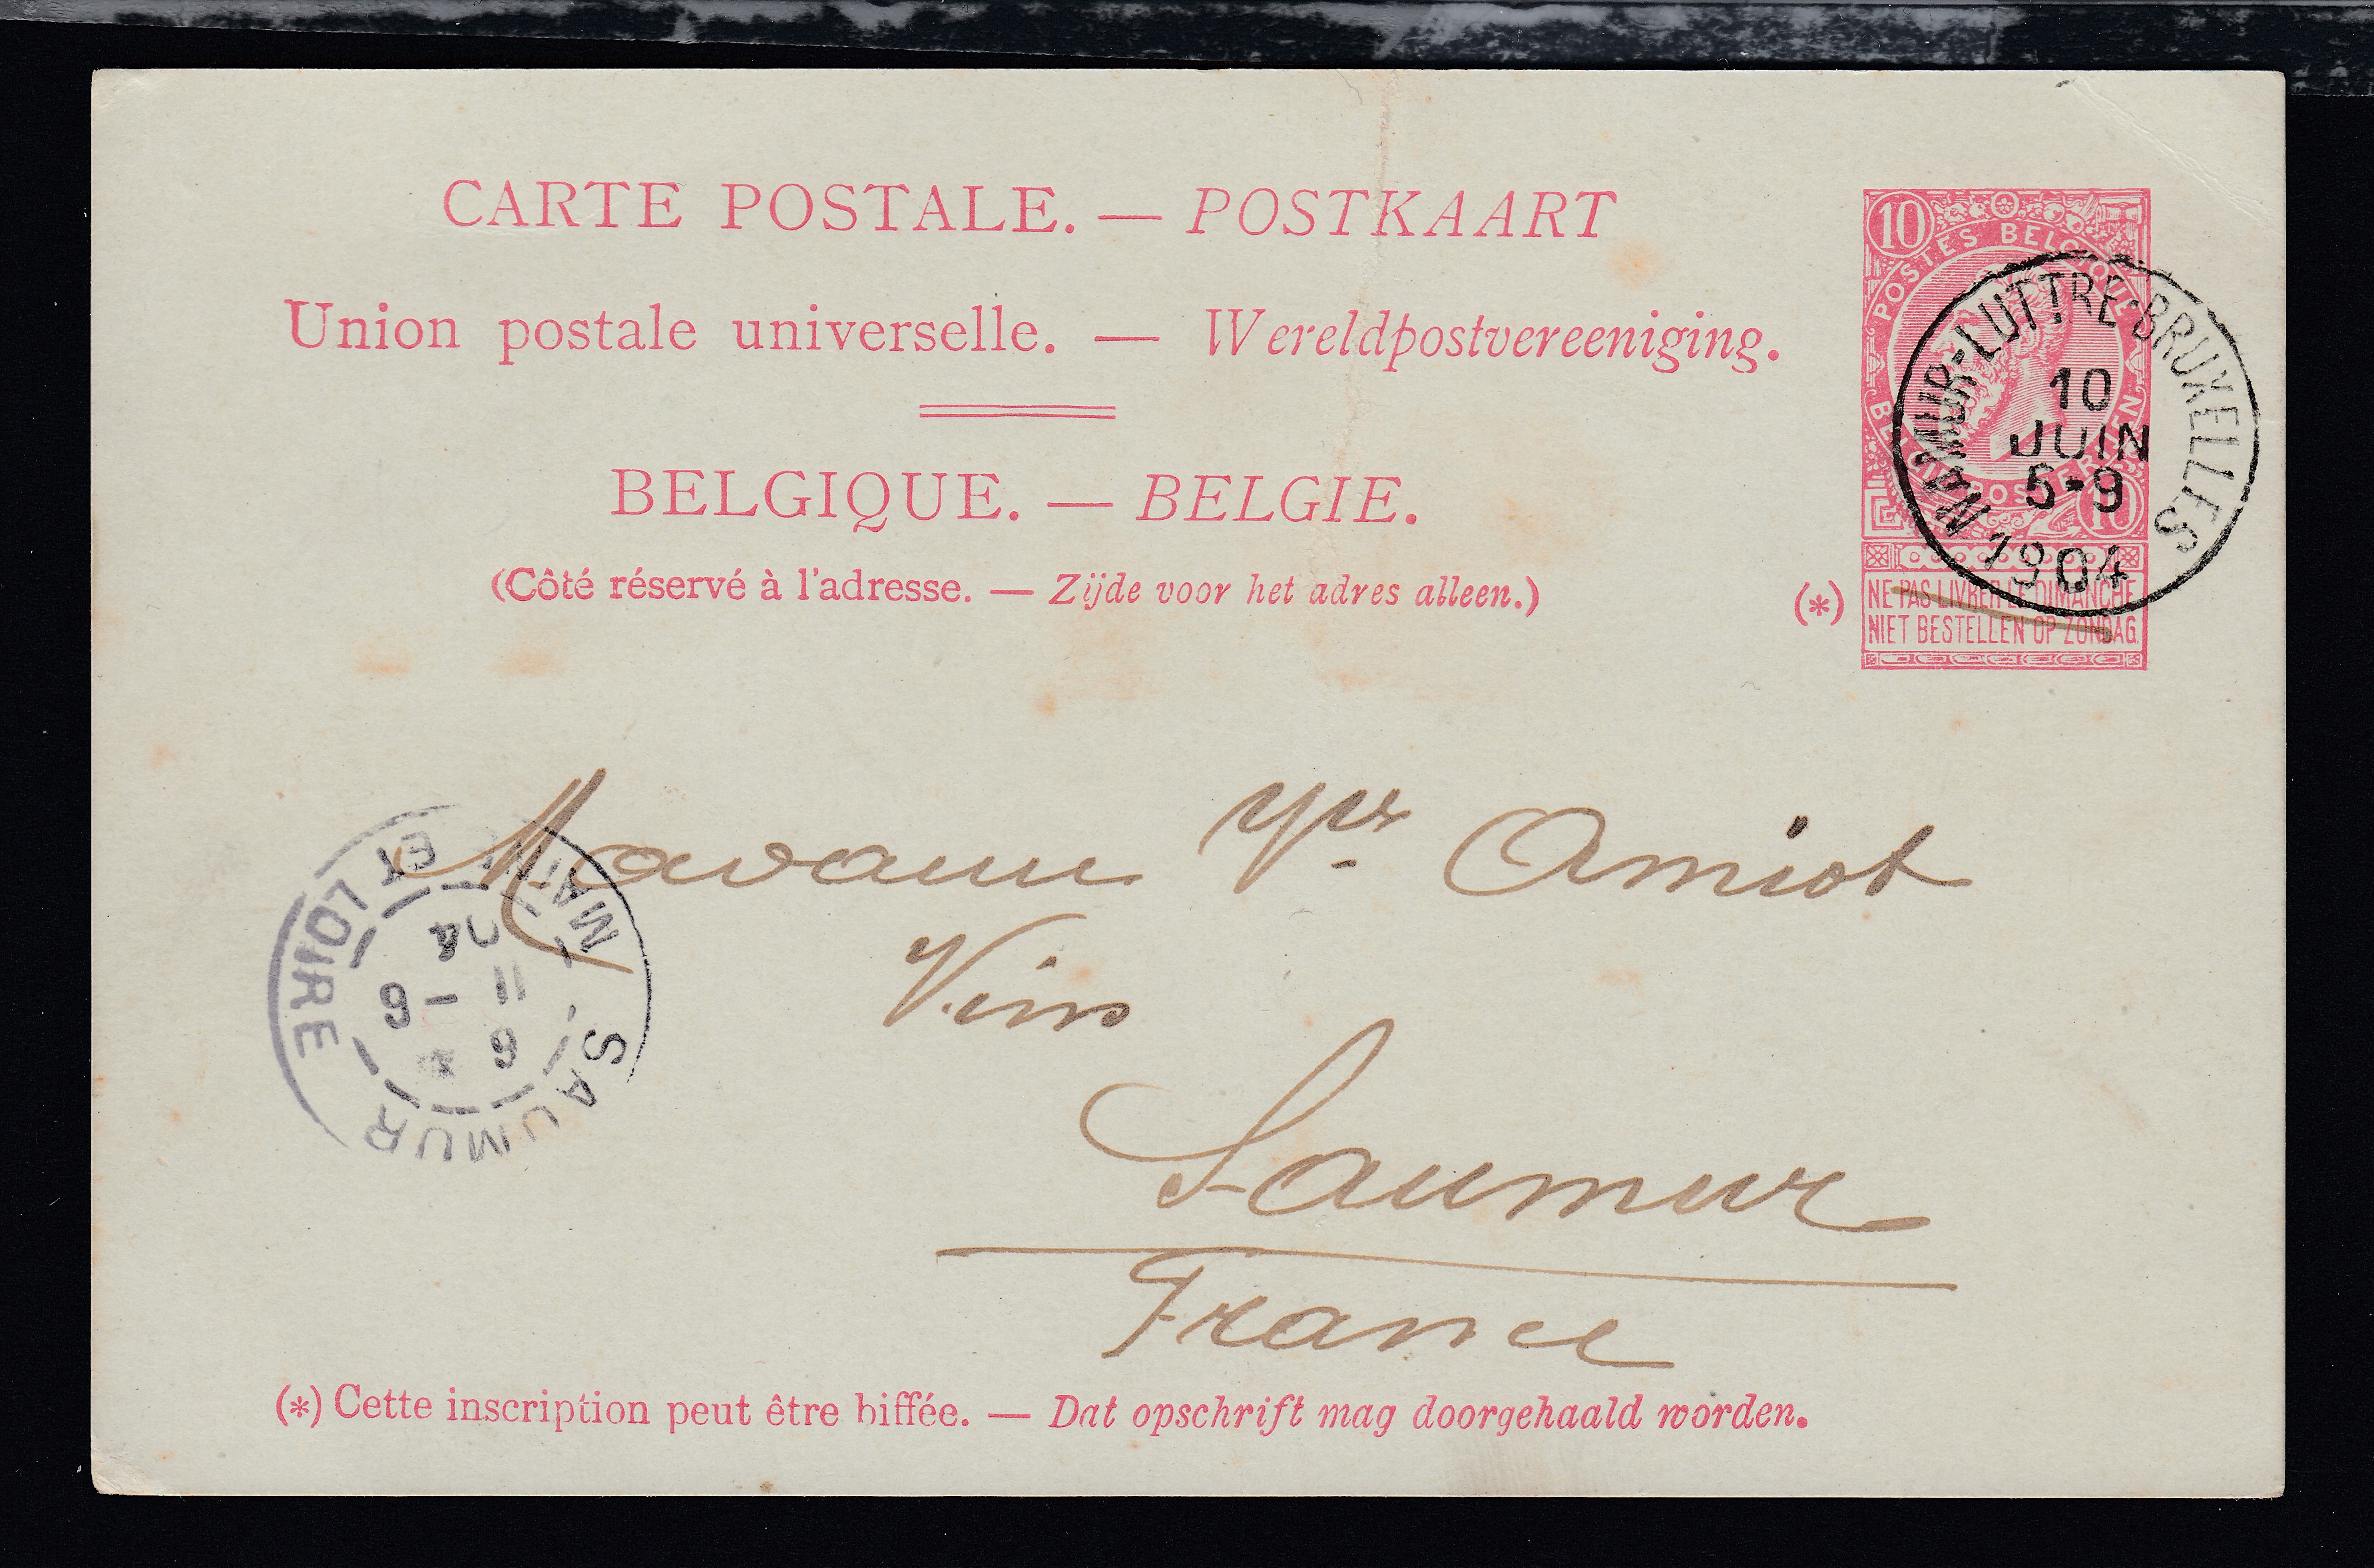 CARTE POSTALE. — POSTKAART
Union postale universelle. — Wereldpostvereeniging.
BELGIQUE. — BELGIE.
(Côté réservé à l'adresse. — Zijde voor het adres alleen.)
10
POSTES BELGIQUE
10
NAMUR-LUTTRE-BRUXELLES
10
JUIN
5-9
1904
(*) NE PAS LIVRER LE DIMANCHE
NIET BESTELLEN OP ZONDAG.
Madame Vve Amiot
Vins
Saumur
France
SAUMUR
MAINE ET LOIRE
6
11 - 6
04
(*) Cette inscription peut être biffée. — Dat opschrift mag doorgehaald worden.